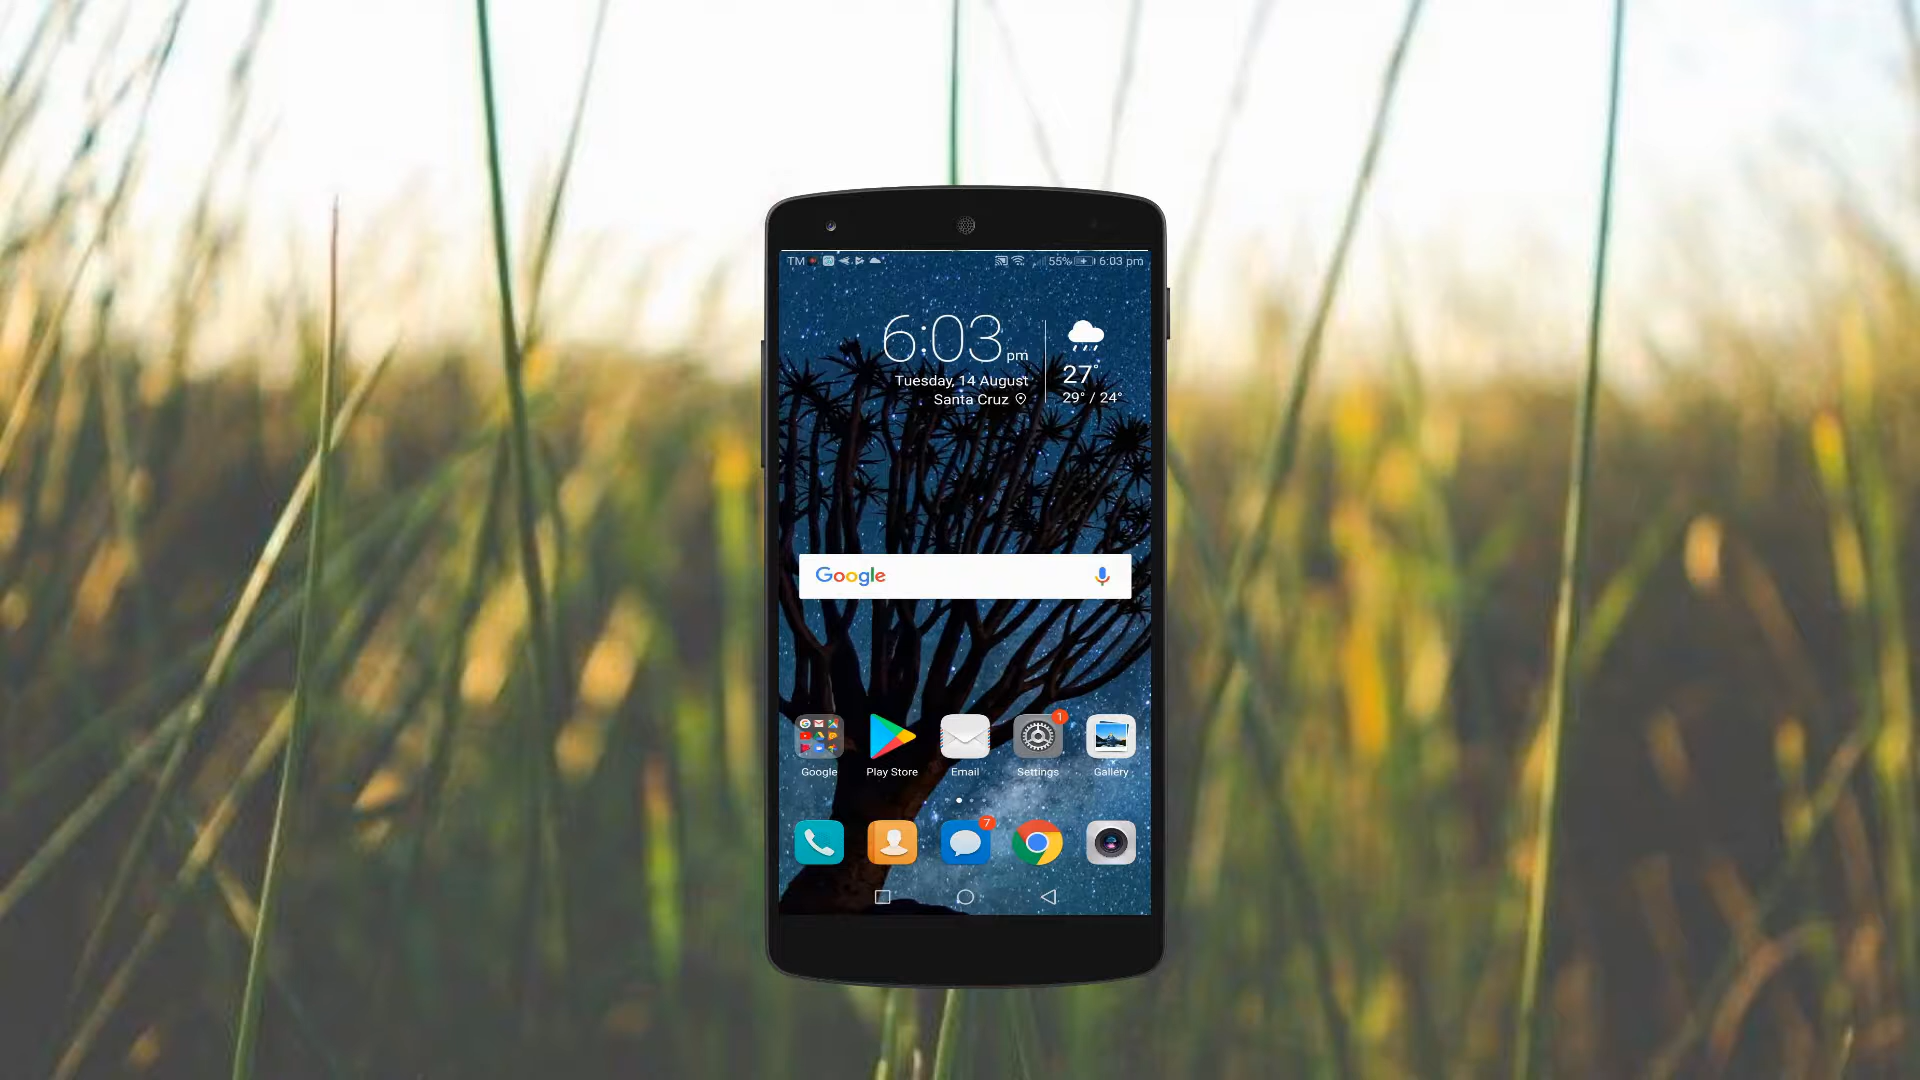 TM 55% 6:03 pm
6:03 pm
Tuesday, 14 August
Santa Cruz
27°
29° / 24°
Google
Google
Play Store
Email
1
Settings
Gallery
7